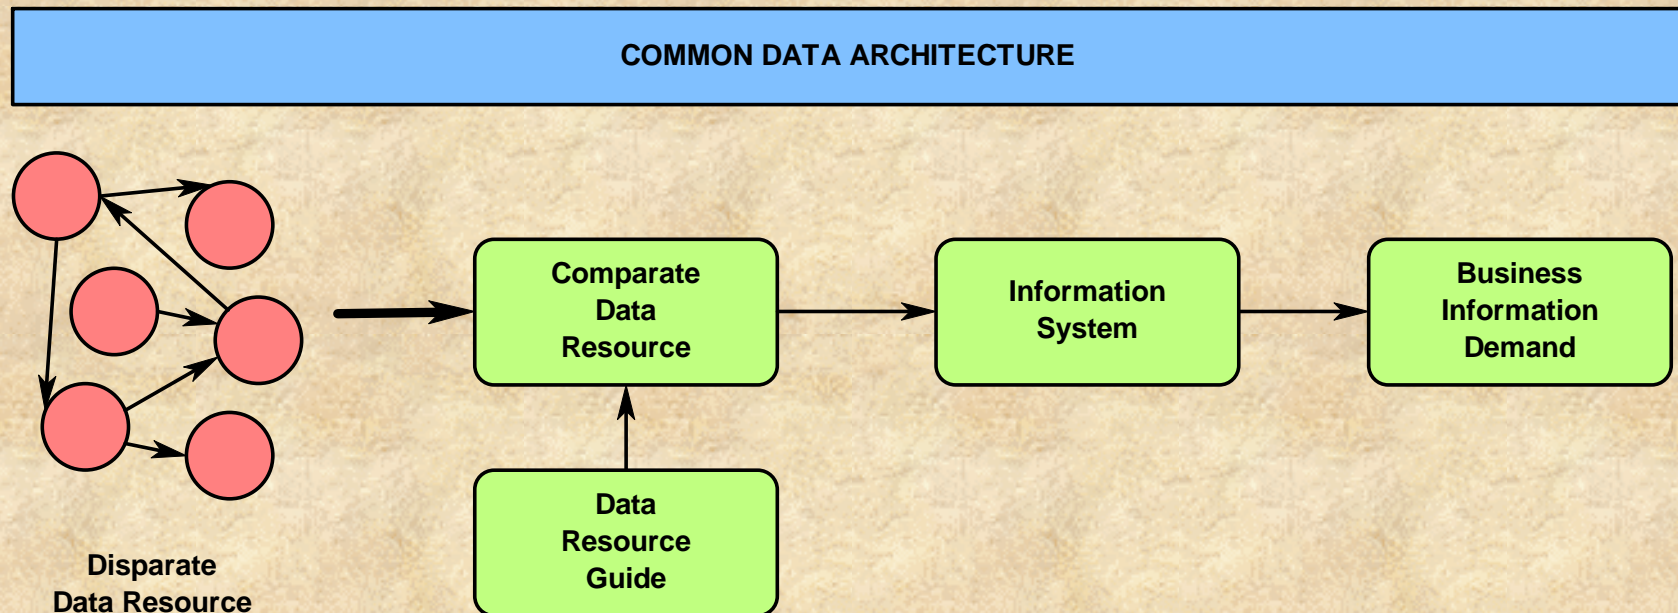 COMMON DATA ARCHITECTURE
Comparate
Data
Resource
Information
System
Business
Information
Demand
Data
Resource
Guide
Disparate
Data Resource